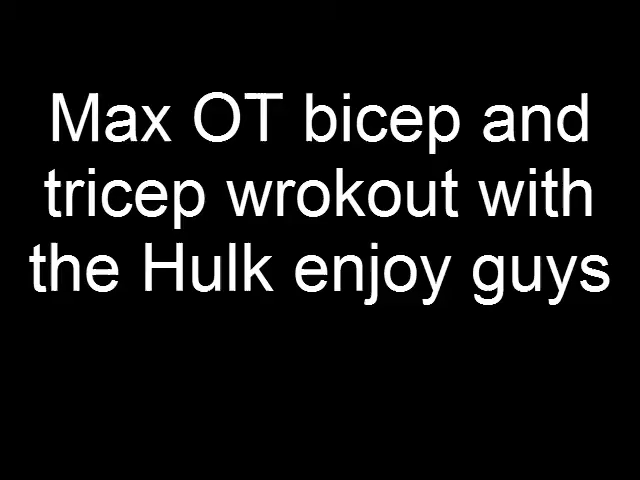 Max OT bicep and
tricep wrokout with
the Hulk enjoy guys